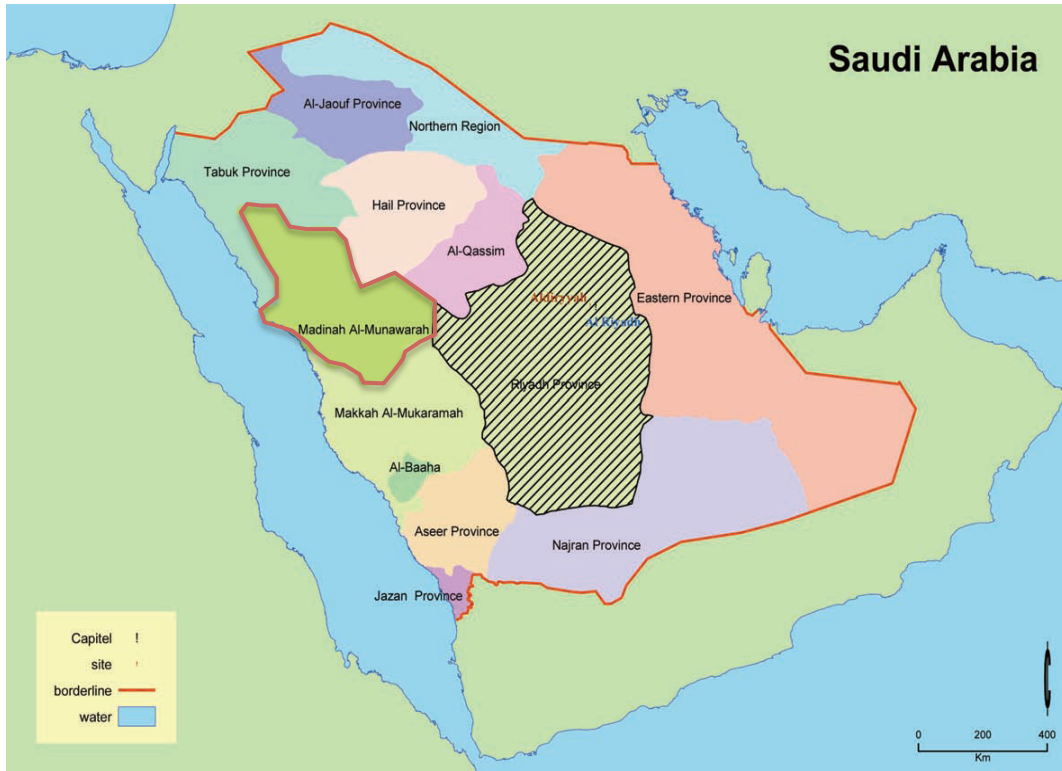 Saudi Arabia
Al-Jaouf Province
Northern Region
Tabuk Province
Hail Province
Al-Qassim
Addiryyah
Eastern Province
Al Riyadh
Madinah Al-Munawarah
Riyadh Province
Makkah Al-Mukaramah
Al-Baaha
Aseer Province
Najran Province
Jazan Province
Capitel !
site
borderline
water
0 200 400
Km